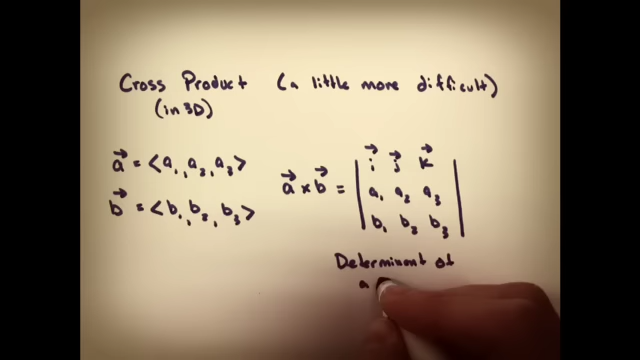 Cross Product (a little more difficult)
(in 3D)
a⃗ = <a₁, a₂, a₃>
b⃗ = <b₁, b₂, b₃>
a⃗ × b⃗ = | i⃗ j⃗ k⃗ |
a₁ a₂ a₃
b₁ b₂ b₃
Determinant of
a